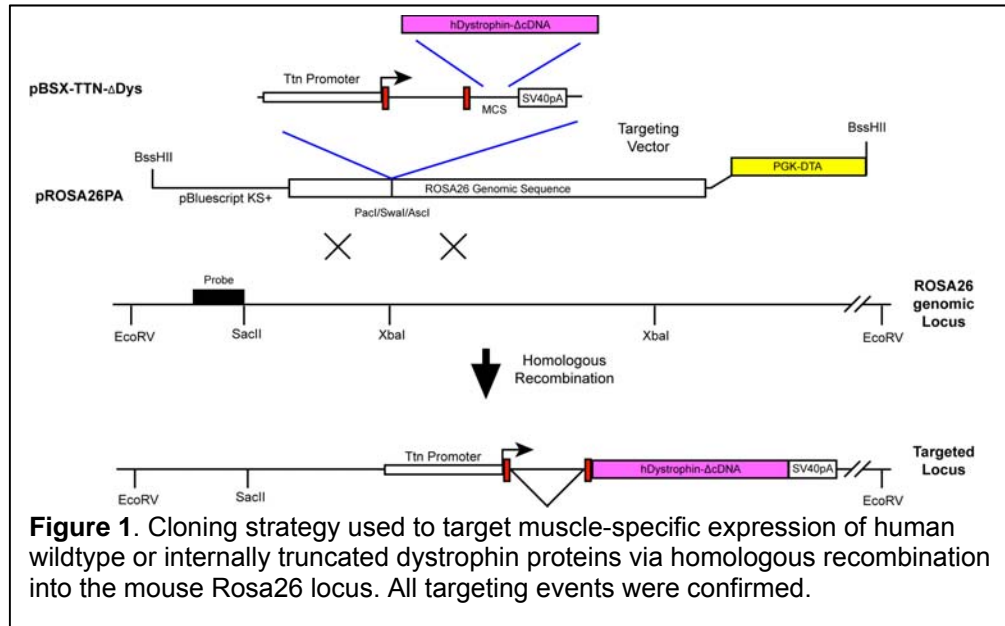 hDystrophin-ΔcDNA
Ttn Promoter
pBSX-TTN-ΔDys
MCS
SV40pA
Targeting
Vector
BssHII
BssHII
PGK-DTA
pROSA26PA
pBluescript KS+
ROSA26 Genomic Sequence
PacI/SwaI/AscI
Probe
ROSA26
genomic
Locus
EcoRV
SacII
XbaI
XbaI
EcoRV
Homologous
Recombination
Ttn Promoter
hDystrophin-ΔcDNA
SV40pA
Targeted
Locus
EcoRV
SacII
EcoRV
Figure 1. Cloning strategy used to target muscle-specific expression of human
wildtype or internally truncated dystrophin proteins via homologous recombination
into the mouse Rosa26 locus. All targeting events were confirmed.